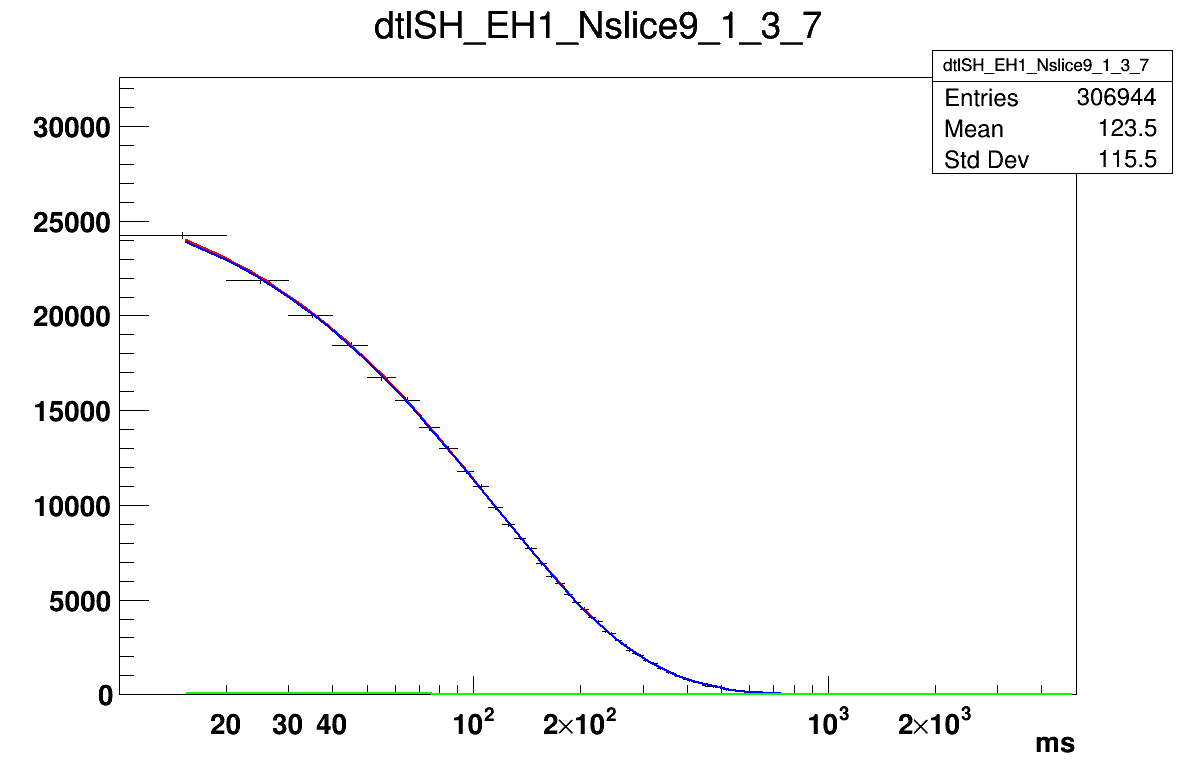 dtlSH_EH1_Nslice9_1_3_7
dtlSH_EH1_Nslice9_1_3_7
Entries 306944
Mean 123.5
Std Dev 115.5
30000
25000
20000
15000
10000
5000
0
20 30 40 10² 2×10² 10³ 2×10³
ms